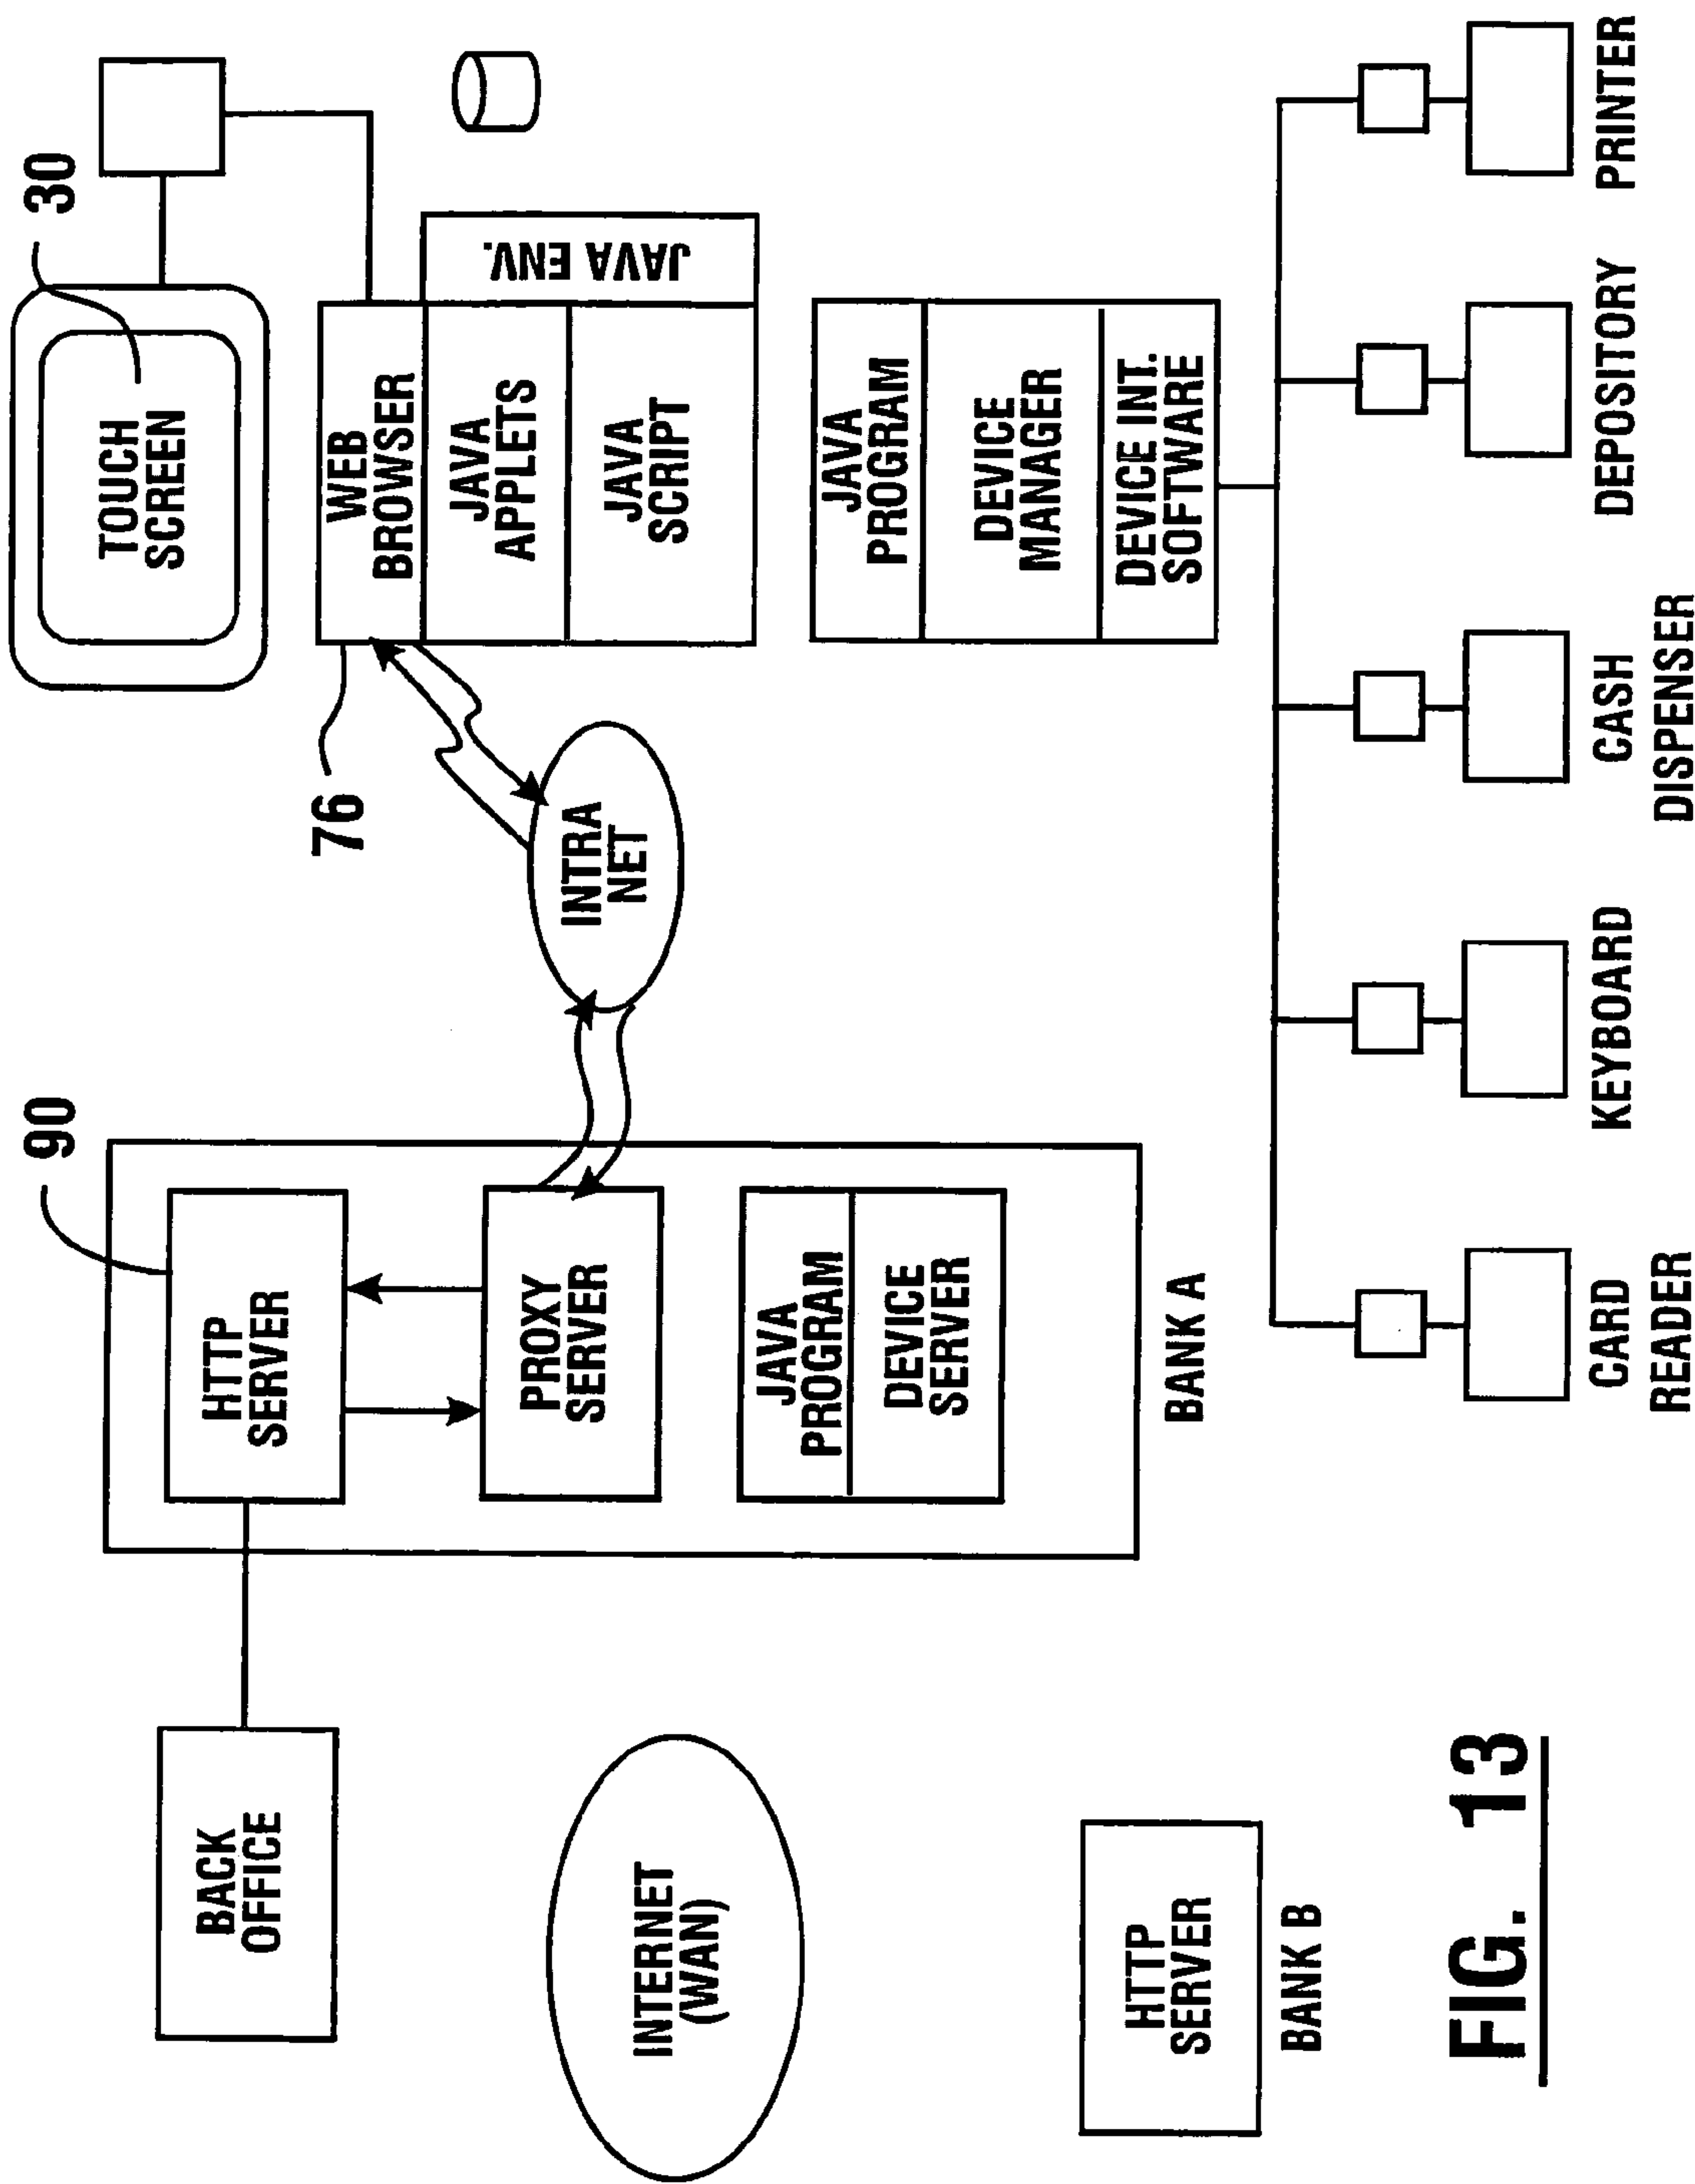 BACK
OFFICE
INTERNET
(WAN)
HTTP
SERVER
BANK B
90
HTTP
SERVER
PROXY
SERVER
JAVA
PROGRAM
DEVICE
SERVER
BANK A
INTRA
NET
30
TOUCH
SCREEN
76
WEB
BROWSER
JAVA
APPLETS
JAVA
SCRIPT
JAVA ENV.
JAVA
PROGRAM
DEVICE
MANAGER
DEVICE INT.
SOFTWARE
CARD
READER
KEYBOARD
CASH
DISPENSER
DEPOSITORY
PRINTER
FIG. 13